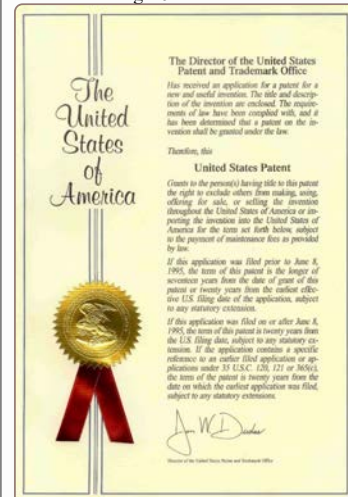 The
United
States
of
America
The Director of the United States
Patent and Trademark Office
Has received an application for a patent for a
new and useful invention. The title and descrip-
tion of the invention are enclosed. The require-
ments of law have been complied with, and it
has been determined that a patent on the in-
vention shall be granted under the law.
Therefore, this
United States Patent
Grants to the person(s) having title to this patent
the right to exclude others from making, using,
offering for sale, or selling the invention
throughout the United States of America or im-
porting the invention into the United States of
America for the term set forth below, subject
to the payment of maintenance fees as provided
by law.
If this application was filed prior to June 8,
1995, the term of this patent is the longer of
seventeen years from the date of grant of this
patent or twenty years from the earliest effec-
tive U.S. filing date of the application, subject
to any statutory extension.
If this application was filed on or after June 8,
1995, the term of this patent is twenty years from
the U.S. filing date, subject to any statutory ex-
tension. If the application contains a specific
reference to an earlier filed application or ap-
plications under 35 U.S.C. 120, 121 or 365(c),
the term of the patent is twenty years from the
date on which the earliest application was filed,
subject to any statutory extensions.
Director of the United States Patent and Trademark Office